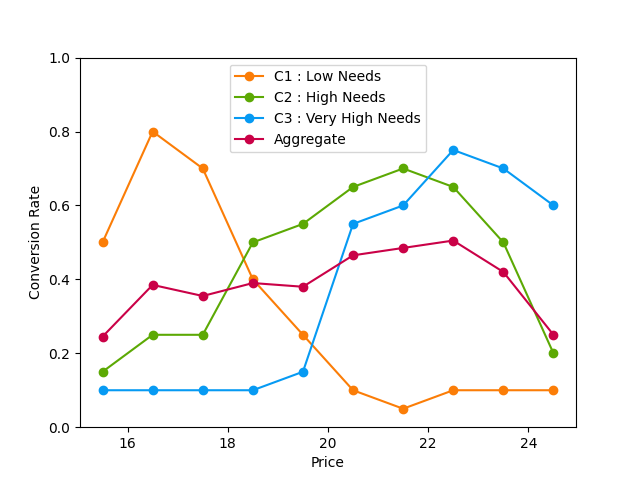 1.0
0.8
0.6
0.4
0.2
0.0
Conversion Rate
C1 : Low Needs
C2 : High Needs
C3 : Very High Needs
Aggregate
16 18 20 22 24
Price